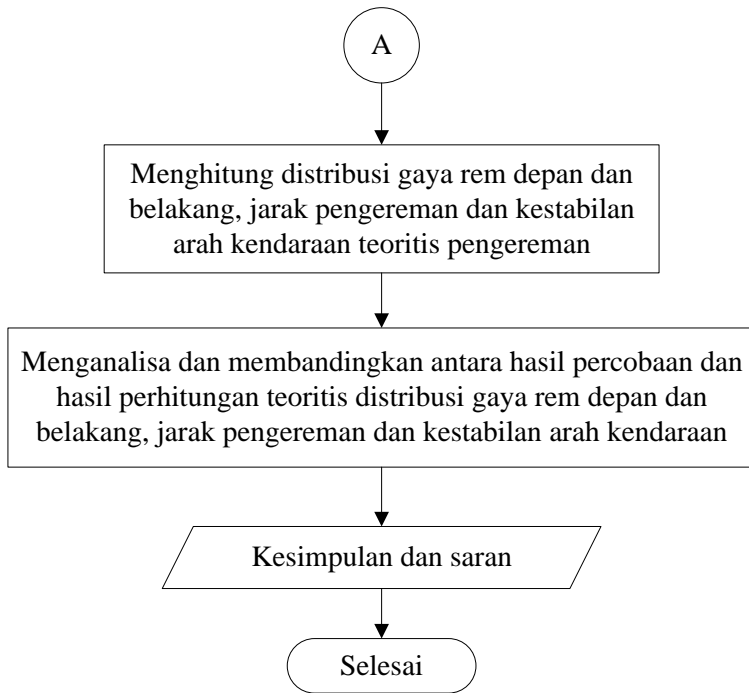 A
Menghitung distribusi gaya rem depan dan
belakang, jarak pengereman dan kestabilan
arah kendaraan teoritis pengereman
Menganalisa dan membandingkan antara hasil percobaan dan
hasil perhitungan teoritis distribusi gaya rem depan dan
belakang, jarak pengereman dan kestabilan arah kendaraan
Kesimpulan dan saran
Selesai